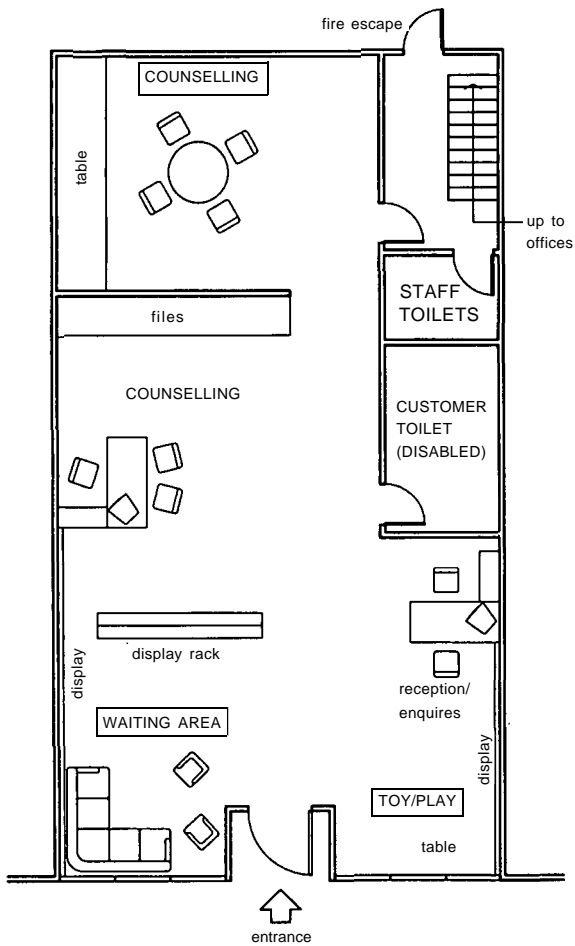 fire escape
COUNSELLING
table
up to
offices
STAFF
TOILETS
files
COUNSELLING
CUSTOMER
TOILET
(DISABLED)
display rack
display
reception/
enquires
WAITING AREA
display
TOY/PLAY
table
entrance